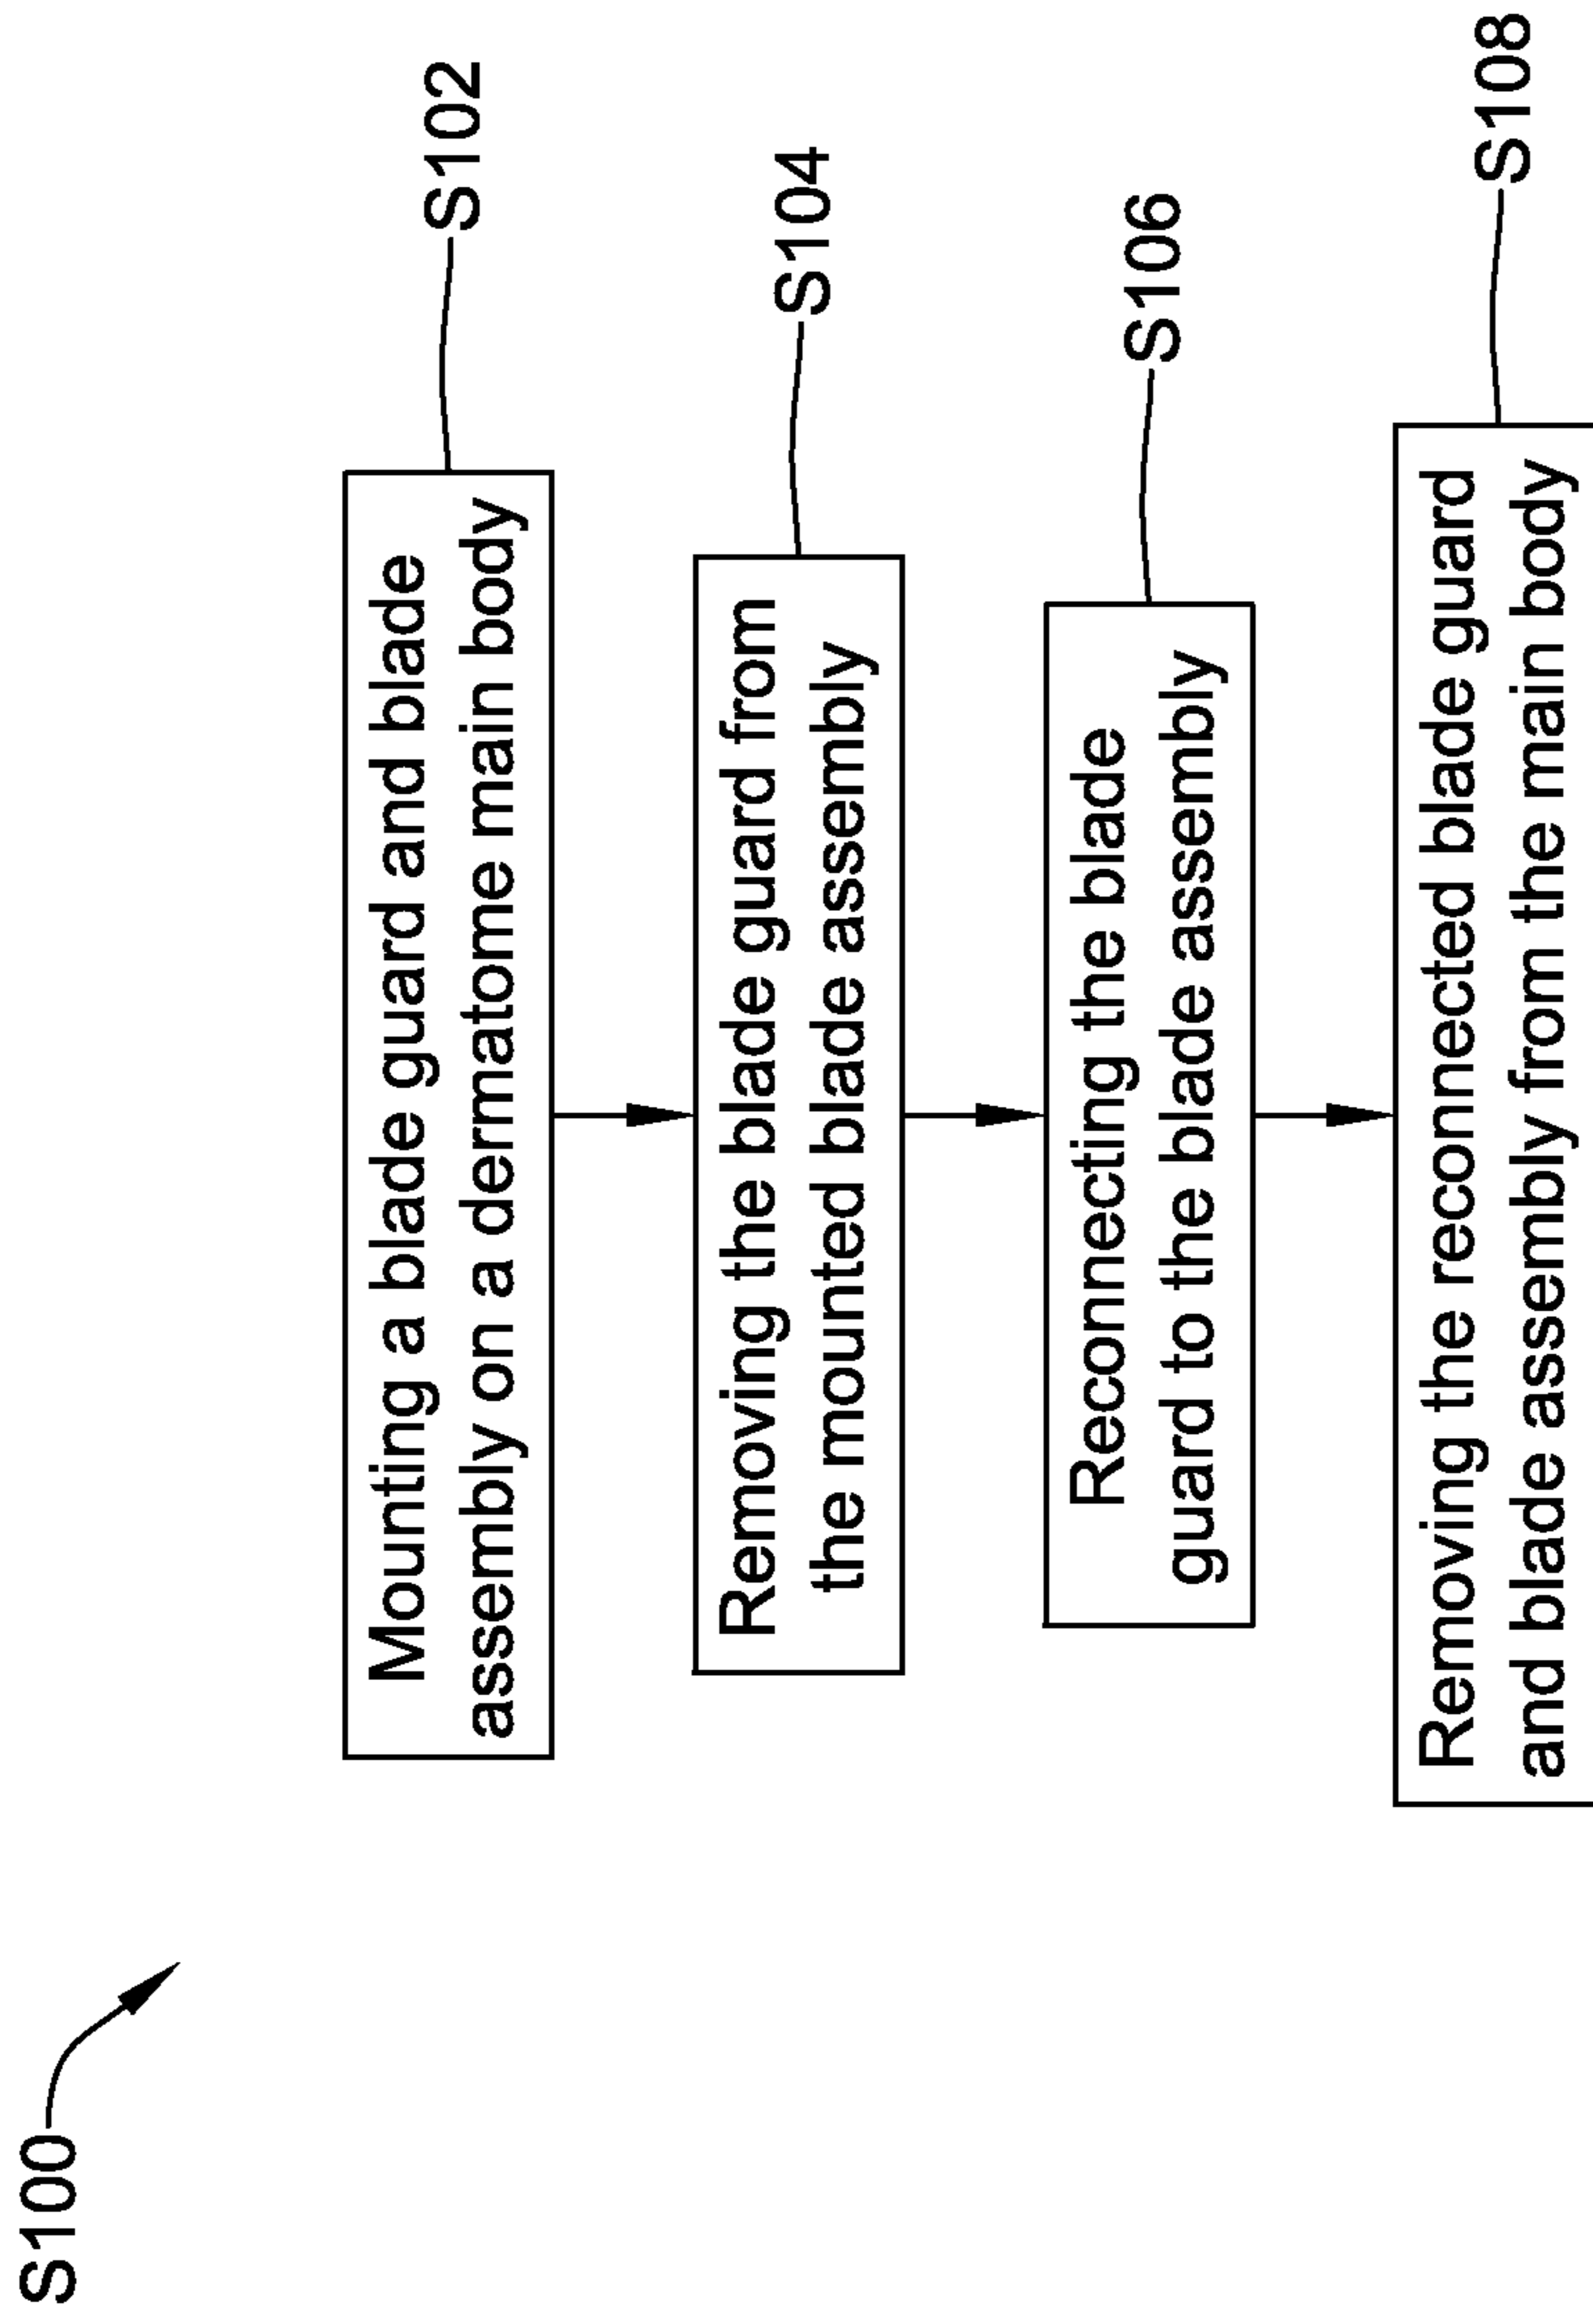 S100
Mounting a blade guard and blade
assembly on a dermatome main body
S102
Removing the blade guard from
the mounted blade assembly
S104
Reconnecting the blade
guard to the blade assembly
S106
Removing the reconnected blade guard
and blade assembly from the main body
S108